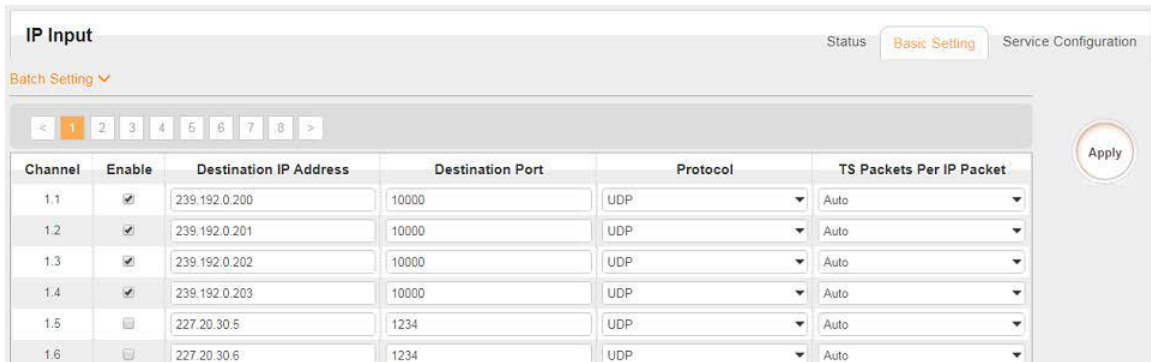 IP Input
Status Basic Setting Service Configuration
Batch Setting
< 1 2 3 4 5 6 7 8 >
Apply
Channel Enable Destination IP Address Destination Port Protocol TS Packets Per IP Packet
1.1 239.192.0.200 10000 UDP Auto
1.2 239.192.0.201 10000 UDP Auto
1.3 239.192.0.202 10000 UDP Auto
1.4 239.192.0.203 10000 UDP Auto
1.5 227.20.30.5 1234 UDP Auto
1.6 227.20.30.6 1234 UDP Auto